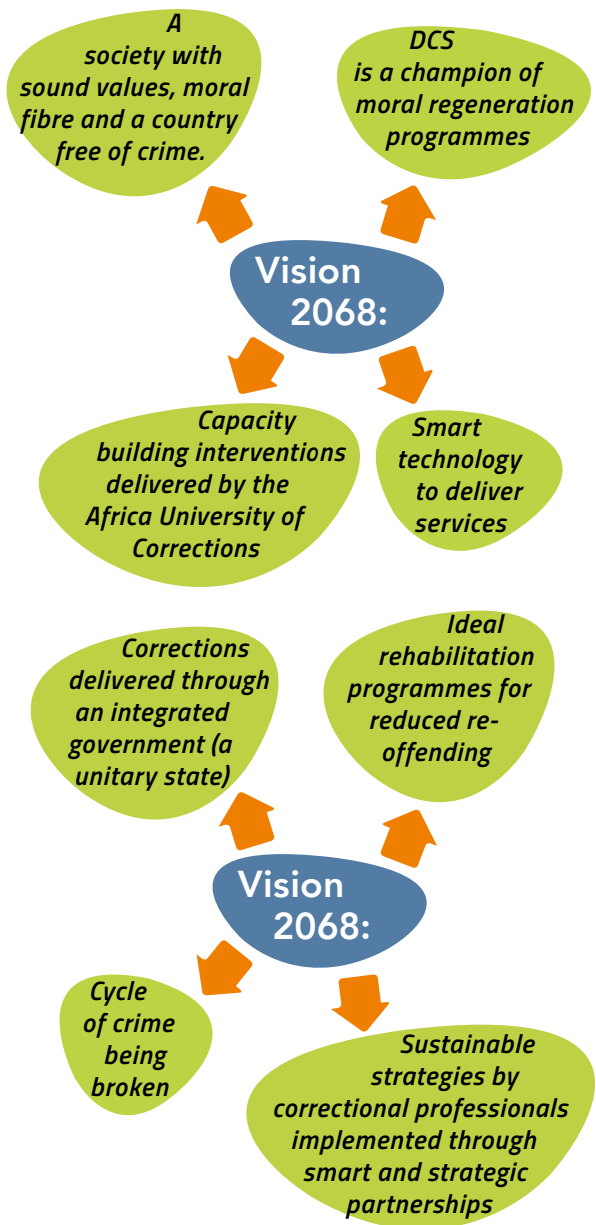 A
society with
sound values, moral
fibre and a country
free of crime.
DCS
is a champion of
moral regeneration
programmes
Vision
2068:
Capacity
building interventions
delivered by the
Africa University of
Corrections
Smart
technology
to deliver
services
Corrections
delivered through
an integrated
government (a
unitary state)
Ideal
rehabilitation
programmes for
reduced re-
offending
Vision
2068:
Cycle
of crime
being
broken
Sustainable
strategies by
correctional professionals
implemented through
smart and strategic
partnerships